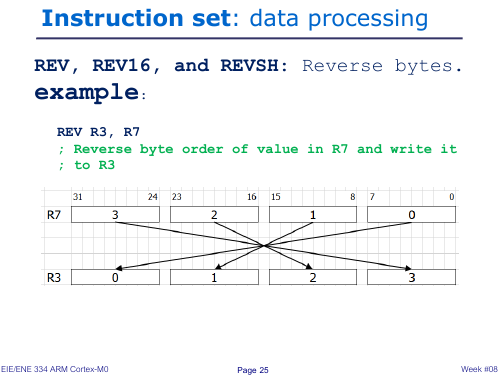 Instruction set: data processing
REV, REV16, and REVSH: Reverse bytes.
example:
REV R3, R7
; Reverse byte order of value in R7 and write it
; to R3
31 24 23 16 15 8 7 0
R7 3 2 1 0
R3 0 1 2 3
EIE/ENE 334 ARM Cortex-M0 Page 25 Week #08